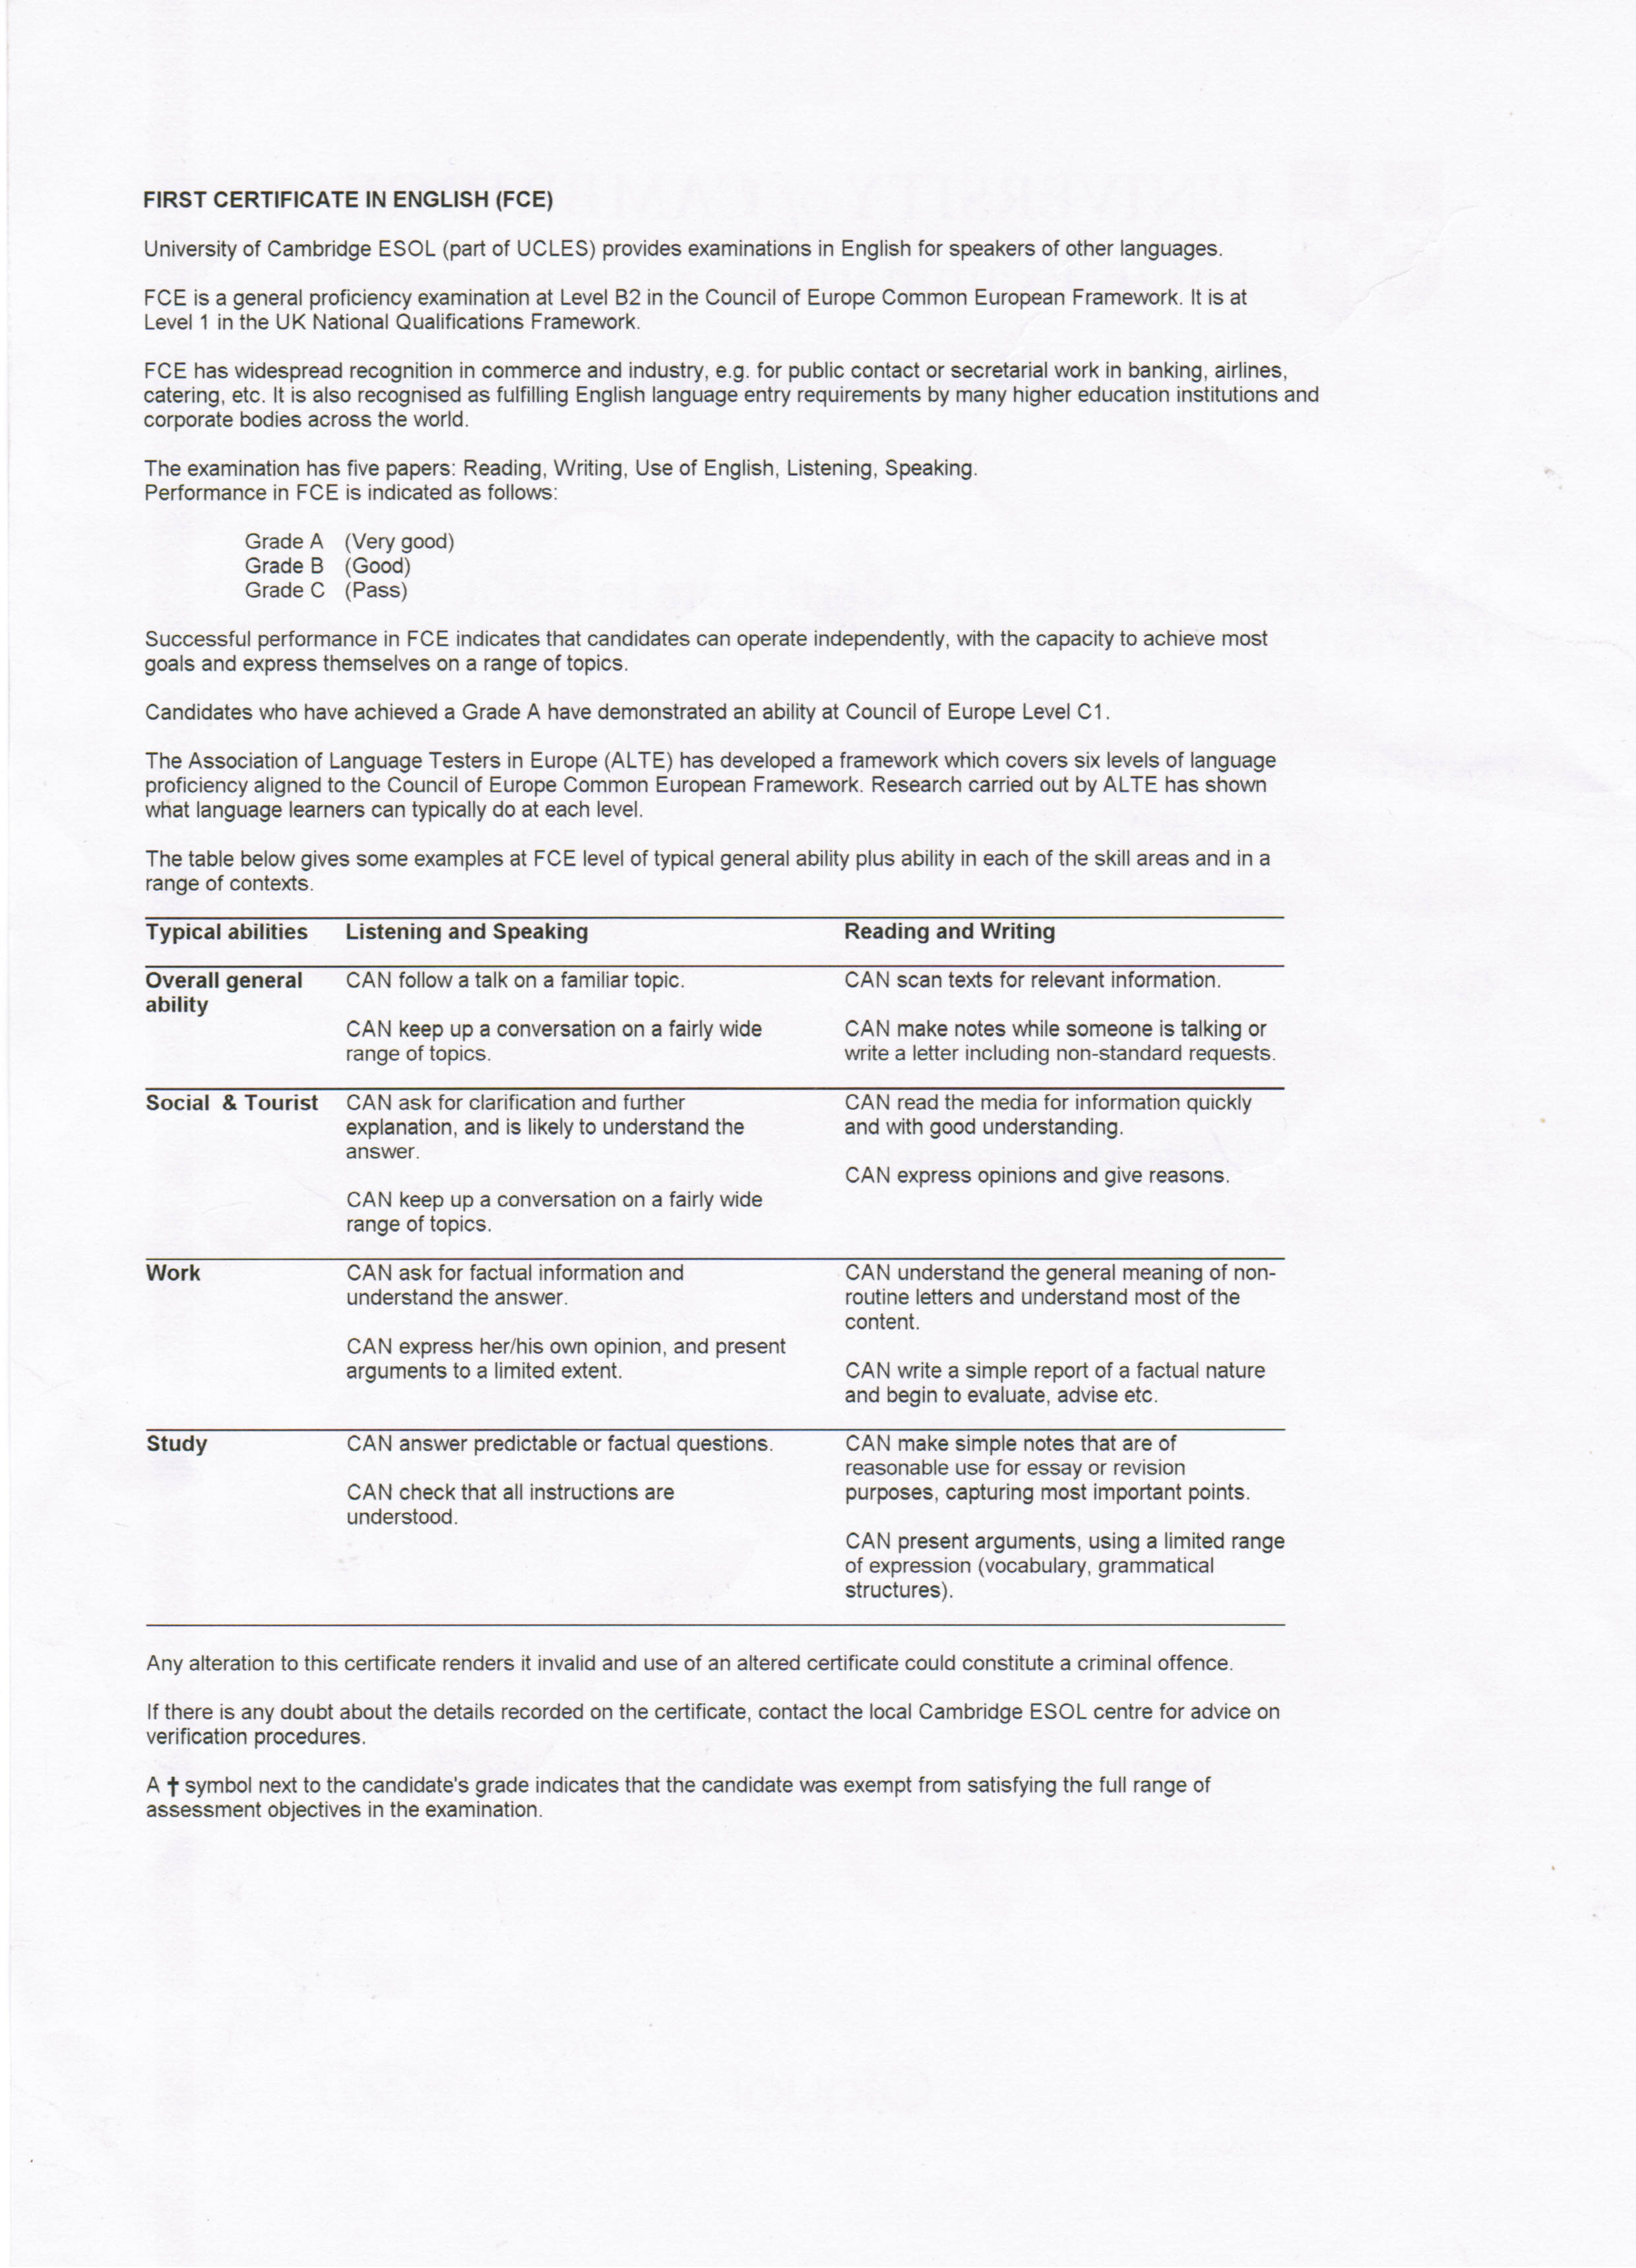 FIRST CERTIFICATE IN ENGLISH (FCE)
University of Cambridge ESOL (part of UCLES) provides examinations in English for speakers of other languages.
FCE is a general proficiency examination at Level B2 in the Council of Europe Common European Framework. It is at
Level 1 in the UK National Qualifications Framework.
FCE has widespread recognition in commerce and industry, e.g. for public contact or secretarial work in banking, airlines,
catering, etc. It is also recognised as fulfilling English language entry requirements by many higher education institutions and
corporate bodies across the world.
The examination has five papers: Reading, Writing, Use of English, Listening, Speaking.
Performance in FCE is indicated as follows:
Grade A (Very good)
Grade B (Good)
Grade C (Pass)
Successful performance in FCE indicates that candidates can operate independently, with the capacity to achieve most
goals and express themselves on a range of topics.
Candidates who have achieved a Grade A have demonstrated an ability at Council of Europe Level C1.
The Association of Language Testers in Europe (ALTE) has developed a framework which covers six levels of language
proficiency aligned to the Council of Europe Common European Framework. Research carried out by ALTE has shown
what language learners can typically do at each level.
The table below gives some examples at FCE level of typical general ability plus ability in each of the skill areas and in a
range of contexts.
Typical abilities Listening and Speaking Reading and Writing
Overall general CAN follow a talk on a familiar topic. CAN scan texts for relevant information.
ability
CAN keep up a conversation on a fairly wide CAN make notes while someone is talking or
range of topics. write a letter including non-standard requests.
Social & Tourist CAN ask for clarification and further CAN read the media for information quickly
explanation, and is likely to understand the and with good understanding.
answer.
CAN express opinions and give reasons.
CAN keep up a conversation on a fairly wide
range of topics.
Work CAN ask for factual information and CAN understand the general meaning of non-
understand the answer. routine letters and understand most of the
content.
CAN express her/his own opinion, and present
arguments to a limited extent. CAN write a simple report of a factual nature
and begin to evaluate, advise etc.
Study CAN answer predictable or factual questions. CAN make simple notes that are of
reasonable use for essay or revision
CAN check that all instructions are purposes, capturing most important points.
understood.
CAN present arguments, using a limited range
of expression (vocabulary, grammatical
structures).
Any alteration to this certificate renders it invalid and use of an altered certificate could constitute a criminal offence.
If there is any doubt about the details recorded on the certificate, contact the local Cambridge ESOL centre for advice on
verification procedures.
A ✝ symbol next to the candidate's grade indicates that the candidate was exempt from satisfying the full range of
assessment objectives in the examination.